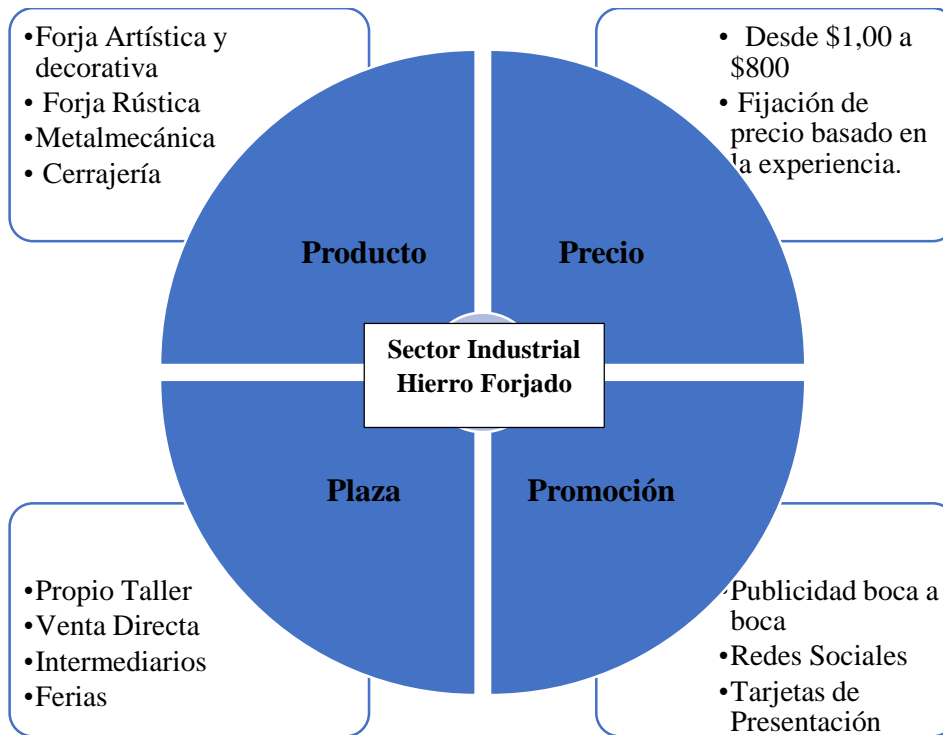 •Forja Artística y
decorativa
• Forja Rústica
•Metalmecánica
• Cerrajería
• Desde $1,00 a
$800
• Fijación de
precio basado en
la experiencia.
Producto
Precio
Sector Industrial
Hierro Forjado
Plaza
Promoción
•Propio Taller
•Venta Directa
•Intermediarios
•Ferias
•Publicidad boca a
boca
•Redes Sociales
•Tarjetas de
Presentación